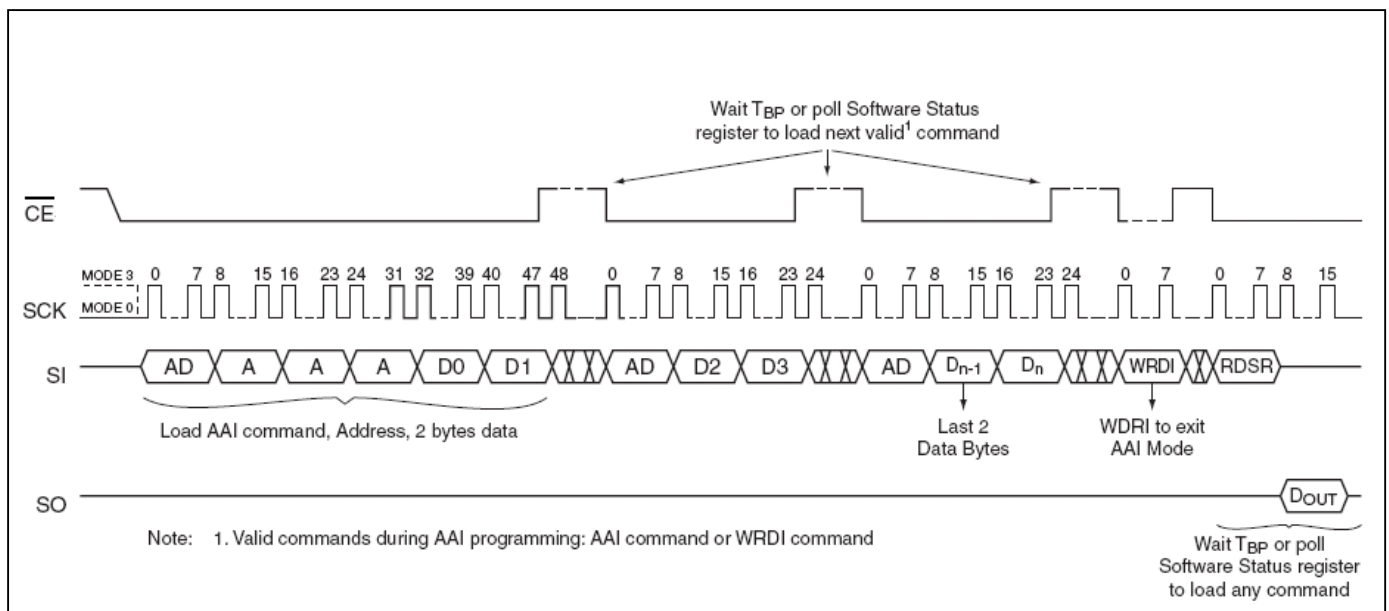 Wait TBP or poll Software Status
register to load next valid1 command
CE
MODE 3 0 7 8 15 16 23 24 31 32 39 40 47 48 0 7 8 15 16 23 24 0 7 8 15 16 23 24 0 7 0 7 8 15
MODE 0
SCK
SI AD A A A D0 D1 AD D2 D3 AD Dn-1 Dn WRDI RDSR
Load AAI command, Address, 2 bytes data
Last 2
Data Bytes
WDRI to exit
AAI Mode
SO DOUT
Note: 1. Valid commands during AAI programming: AAI command or WRDI command
Wait TBP or poll
Software Status register
to load any command